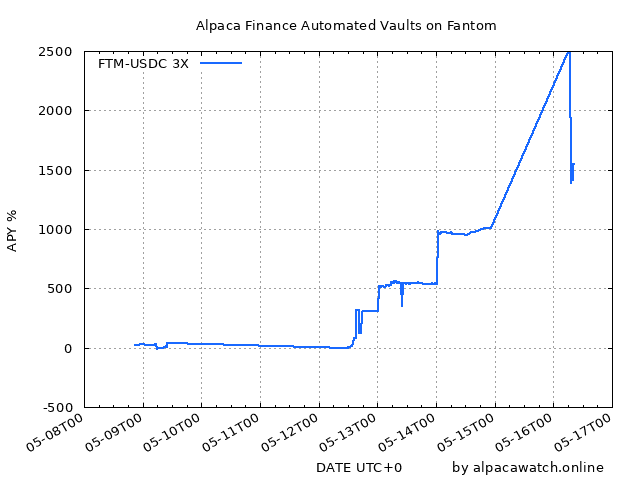 Alpaca Finance Automated Vaults on Fantom
FTM-USDC 3X
APY %
2500
2000
1500
1000
500
0
-500
05-08T00
05-09T00
05-10T00
05-11T00
05-12T00
05-13T00
05-14T00
05-15T00
05-16T00
05-17T00
DATE UTC+0
by alpacawatch.online